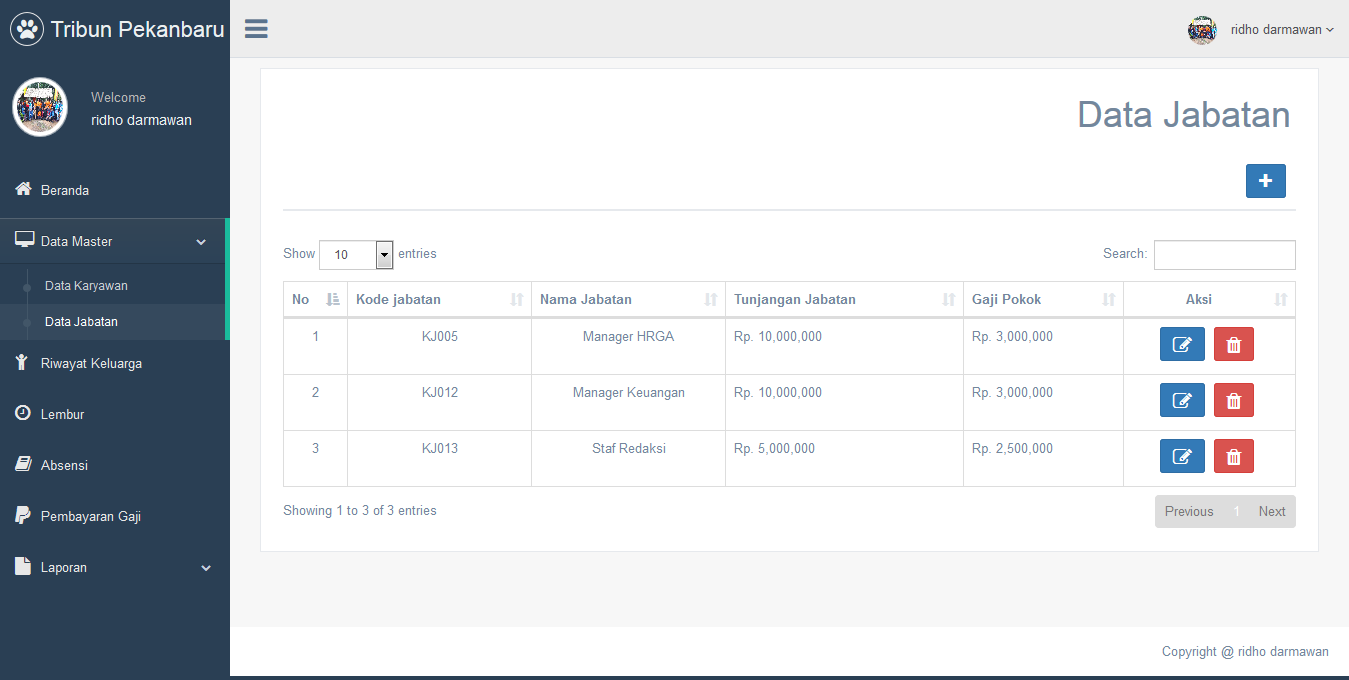 Tribun Pekanbaru
ridho darmawan
Welcome
ridho darmawan
Beranda
Data Master
Data Karyawan
Data Jabatan
Riwayat Keluarga
Lembur
Absensi
Pembayaran Gaji
Laporan
Data Jabatan
Show 10 entries
Search:
No Kode jabatan Nama Jabatan Tunjangan Jabatan Gaji Pokok Aksi
1 KJ005 Manager HRGA Rp. 10,000,000 Rp. 3,000,000
2 KJ012 Manager Keuangan Rp. 10,000,000 Rp. 3,000,000
3 KJ013 Staf Redaksi Rp. 5,000,000 Rp. 2,500,000
Showing 1 to 3 of 3 entries
Previous 1 Next
Copyright @ ridho darmawan